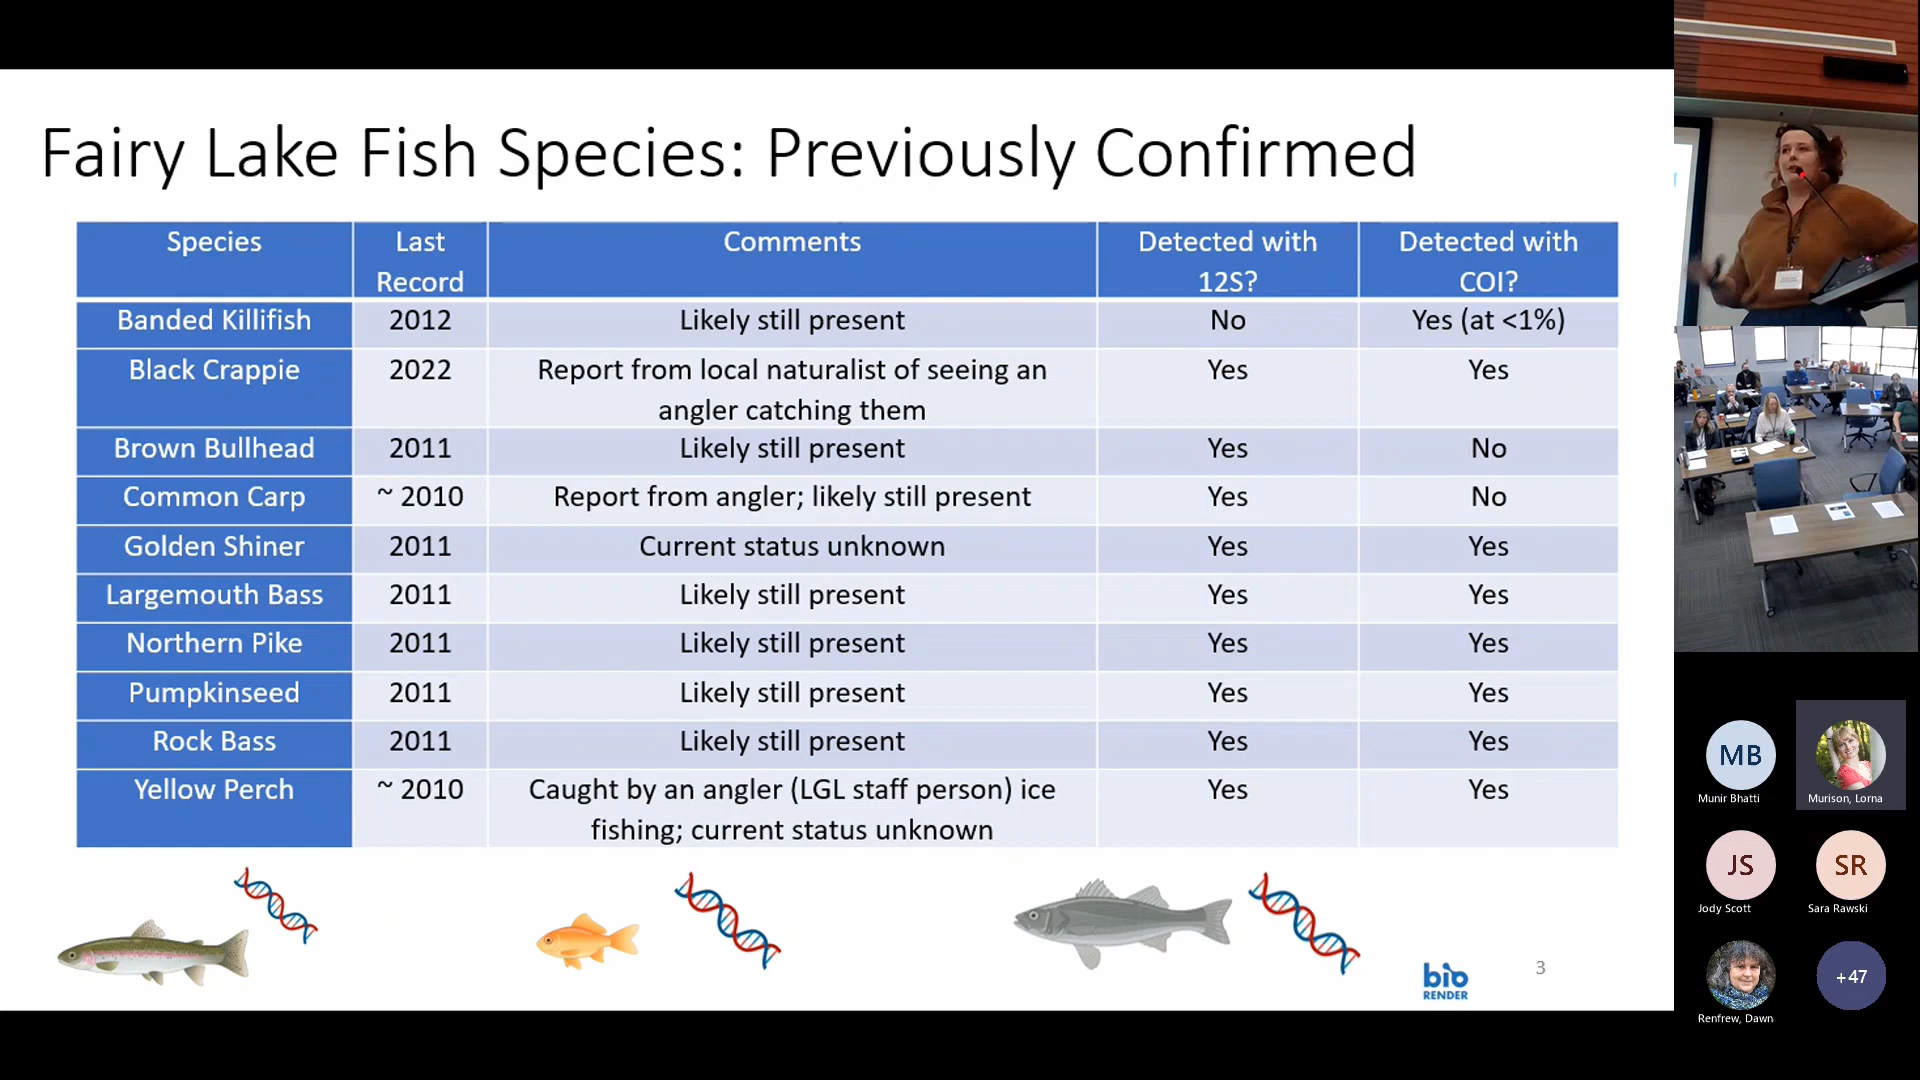 Fairy Lake Fish Species: Previously Confirmed
Species
Last
Record
Comments
Detected with
12S?
Detected with
COI?
Banded Killifish 2012 Likely still present No Yes (at <1%)
Black Crappie 2022 Report from local naturalist of seeing an Yes Yes
angler catching them
Brown Bullhead 2011 Likely still present Yes No
Common Carp ~ 2010 Report from angler; likely still present Yes No
Golden Shiner 2011 Current status unknown Yes Yes
Largemouth Bass 2011 Likely still present Yes Yes
Northern Pike 2011 Likely still present Yes Yes
Pumpkinseed 2011 Likely still present Yes Yes
Rock Bass 2011 Likely still present Yes Yes
Yellow Perch ~ 2010 Caught by an angler (LGL staff person) ice Yes Yes
fishing; current status unknown
bio
RENDER
3
MB
Munir Bhatti
Murison, Lorna
JS
Jody Scott
SR
Sara Rawski
Renfrew, Dawn
+47